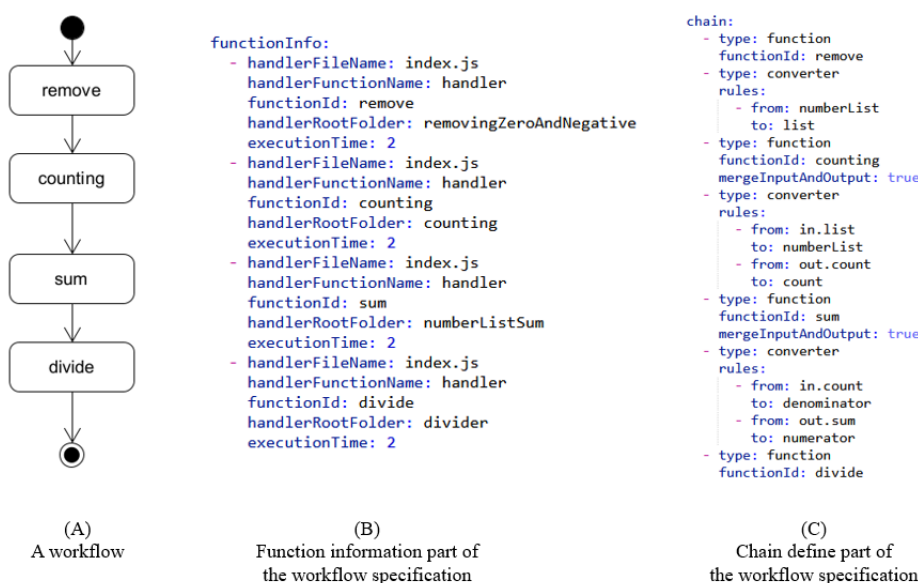 remove
counting
sum
divide
(A)
A workflow
functionInfo:
- handlerFileName: index.js
handlerFunctionName: handler
functionId: remove
handlerRootFolder: removingZeroAndNegative
executionTime: 2
- handlerFileName: index.js
handlerFunctionName: handler
functionId: counting
handlerRootFolder: counting
executionTime: 2
- handlerFileName: index.js
handlerFunctionName: handler
functionId: sum
handlerRootFolder: numberListSum
executionTime: 2
- handlerFileName: index.js
handlerFunctionName: handler
functionId: divide
handlerRootFolder: divider
executionTime: 2
(B)
Function information part of
the workflow specification
chain:
- type: function
functionId: remove
- type: converter
rules:
- from: numberList
to: list
- type: function
functionId: counting
mergeInputAndOutput: true
- type: converter
rules:
- from: in.list
to: numberList
- from: out.count
to: count
- type: function
functionId: sum
mergeInputAndOutput: true
- type: converter
rules:
- from: in.count
to: denominator
- from: out.sum
to: numerator
- type: function
functionId: divide
(C)
Chain define part of
the workflow specification